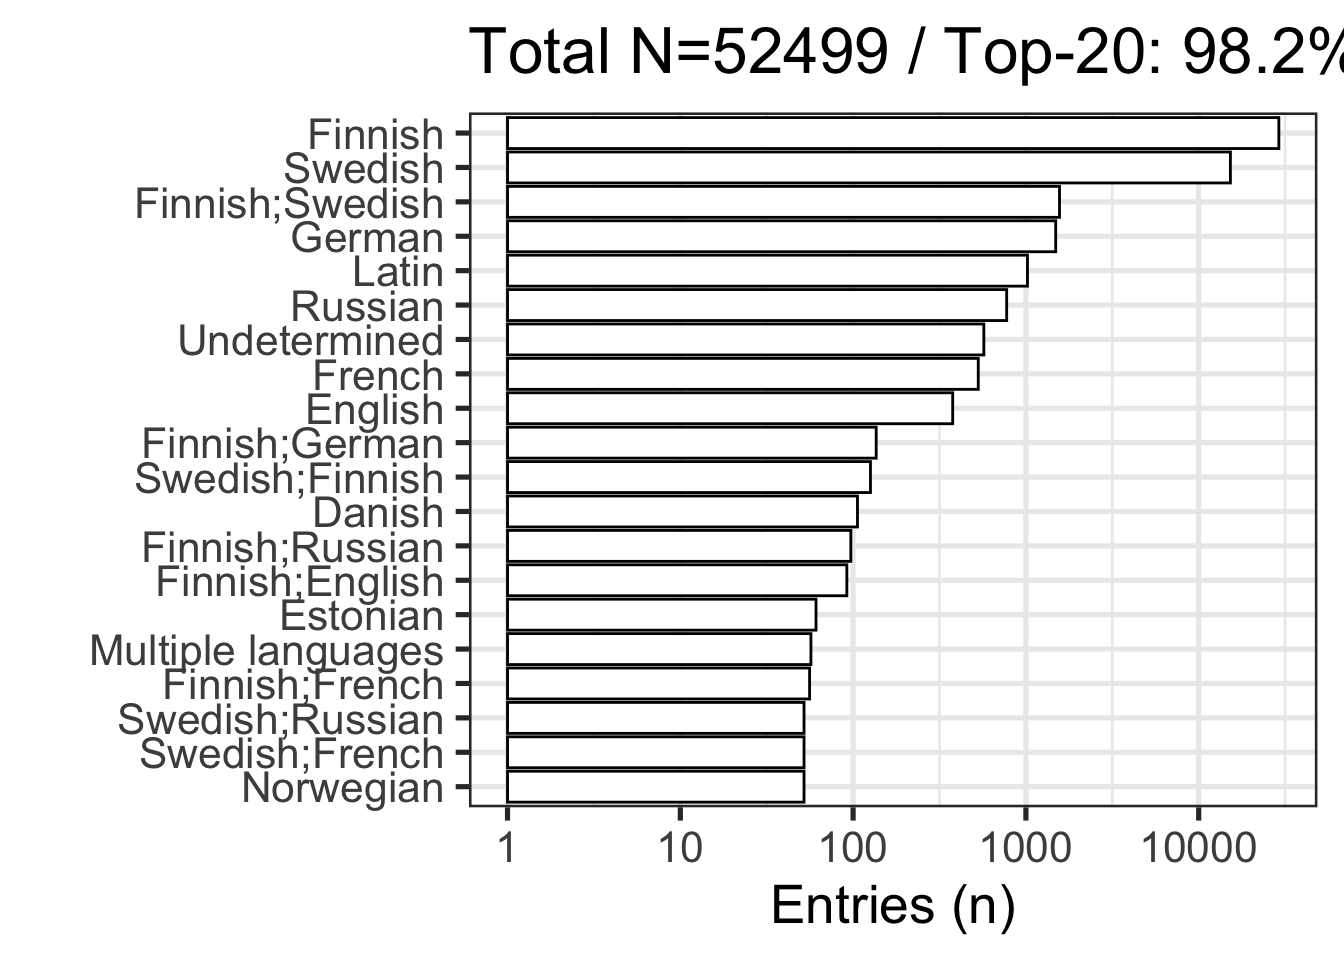 Total N=52499 / Top-20: 98.2%
Finnish
Swedish
Finnish;Swedish
German
Latin
Russian
Undetermined
French
English
Finnish;German
Swedish;Finnish
Danish
Finnish;Russian
Finnish;English
Estonian
Multiple languages
Finnish;French
Swedish;Russian
Swedish;French
Norwegian
1 10 100 1000 10000
Entries (n)